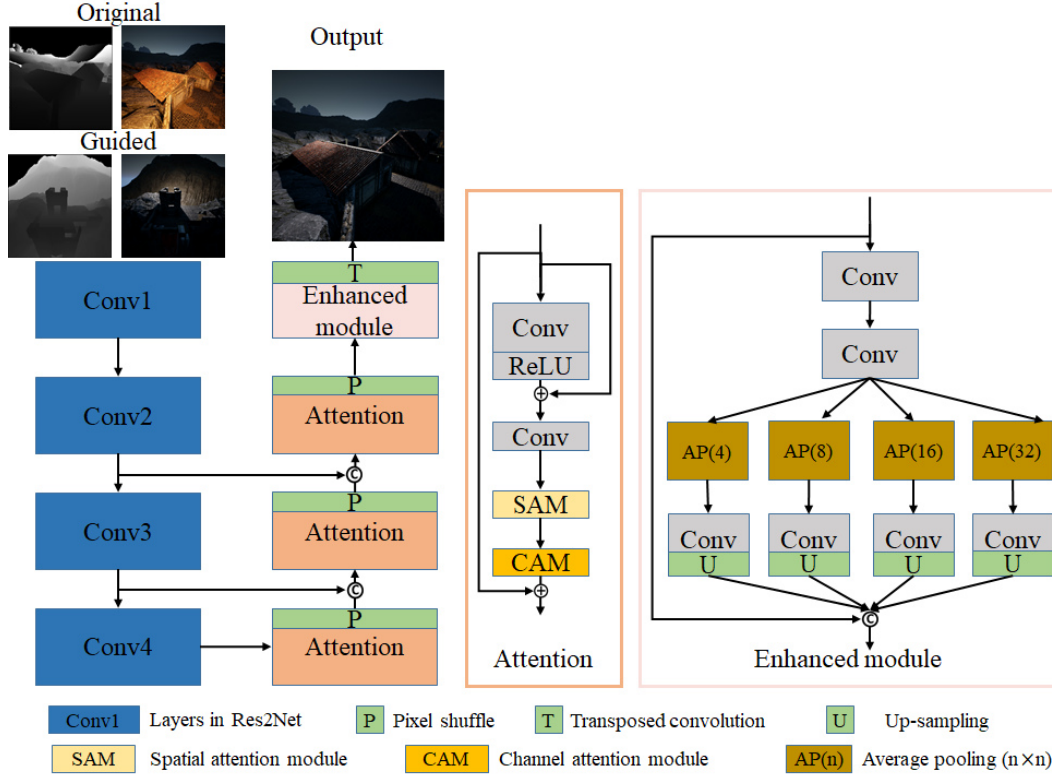 Original
Output
Guided
Conv1
Conv2
Conv3
Conv4
T
Enhanced
module
P
Attention
C
P
Attention
C
P
Attention
Conv
ReLU
Conv
SAM
CAM
Attention
Conv
Conv
AP(4) AP(8) AP(16) AP(32)
Conv Conv Conv Conv
U U U U
C
Enhanced module
Conv1 Layers in Res2Net P Pixel shuffle T Transposed convolution U Up-sampling
SAM Spatial attention module CAM Channel attention module AP(n) Average pooling (n×n)